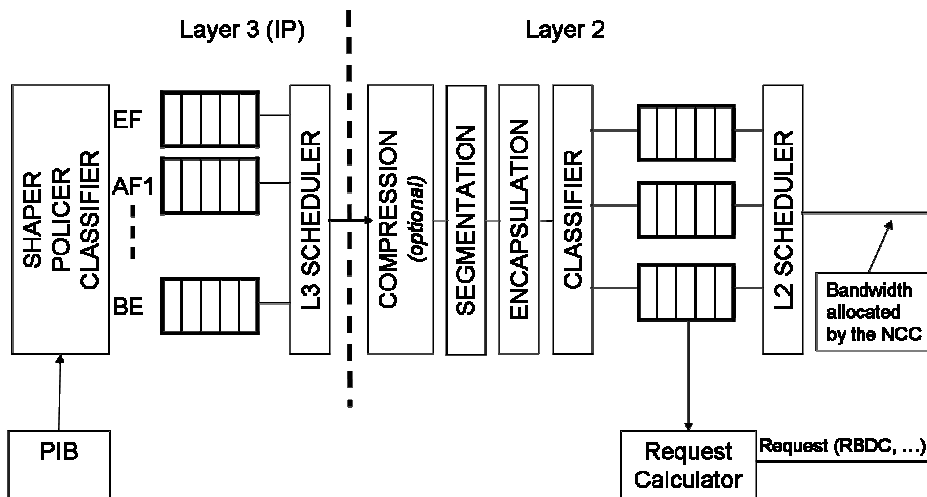 Layer 3 (IP)
Layer 2
SHAPER
POLICER
CLASSIFIER
EF
AF1
BE
L3 SCHEDULER
COMPRESSION
(optional)
SEGMENTATION
ENCAPSULATION
CLASSIFIER
L2 SCHEDULER
Bandwidth
allocated
by the NCC
PIB
Request
Calculator
Request (RBDC, ...)